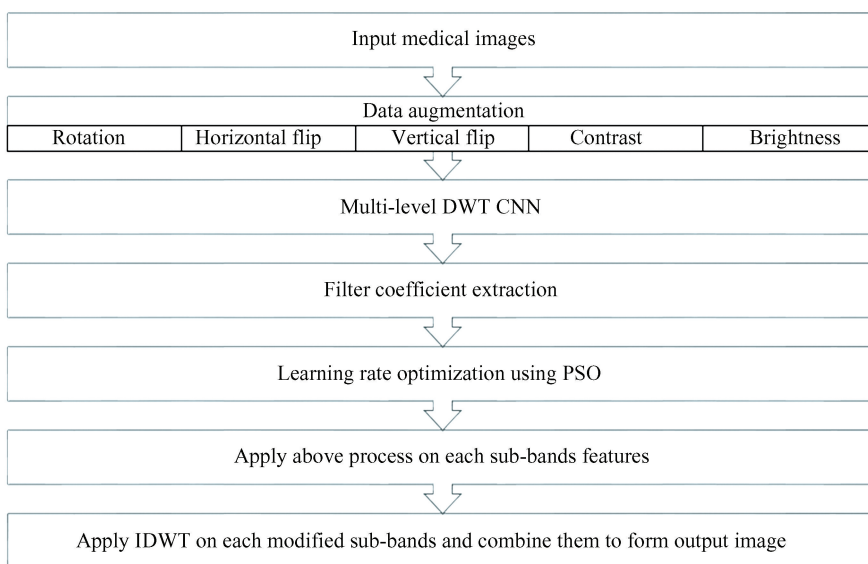 Input medical images
Data augmentation
Rotation Horizontal flip Vertical flip Contrast Brightness
Multi-level DWT CNN
Filter coefficient extraction
Learning rate optimization using PSO
Apply above process on each sub-bands features
Apply IDWT on each modified sub-bands and combine them to form output image